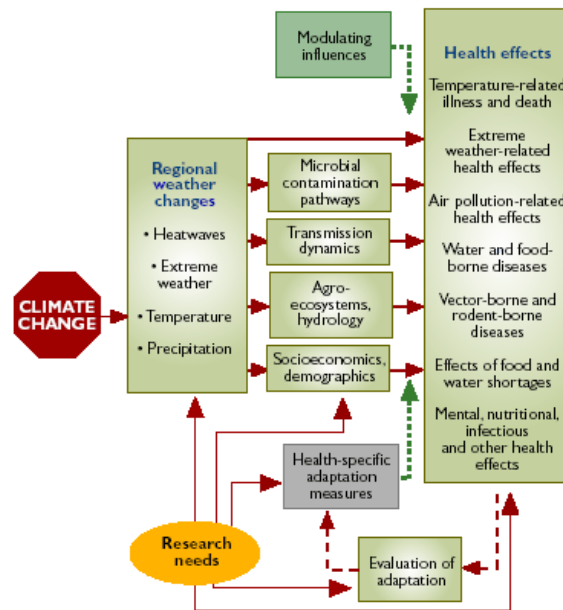 Modulating
influences
Health effects
Temperature-related
illness and death
Extreme
weather-related
health effects
Air pollution-related
health effects
Water and food-
borne diseases
Vector-borne and
rodent-borne
diseases
Effects of food and
water shortages
Mental, nutritional,
infectious
and other health
effects
Regional
weather changes
• Heatwaves
• Extreme
weather
• Temperature
• Precipitation
Microbial
contamination
pathways
Transmission
dynamics
Agro-
ecosystems,
hydrology
Socioeconomics,
demographics
CLIMATE
CHANGE
Health-specific
adaptation
measures
Research
needs
Evaluation of
adaptation